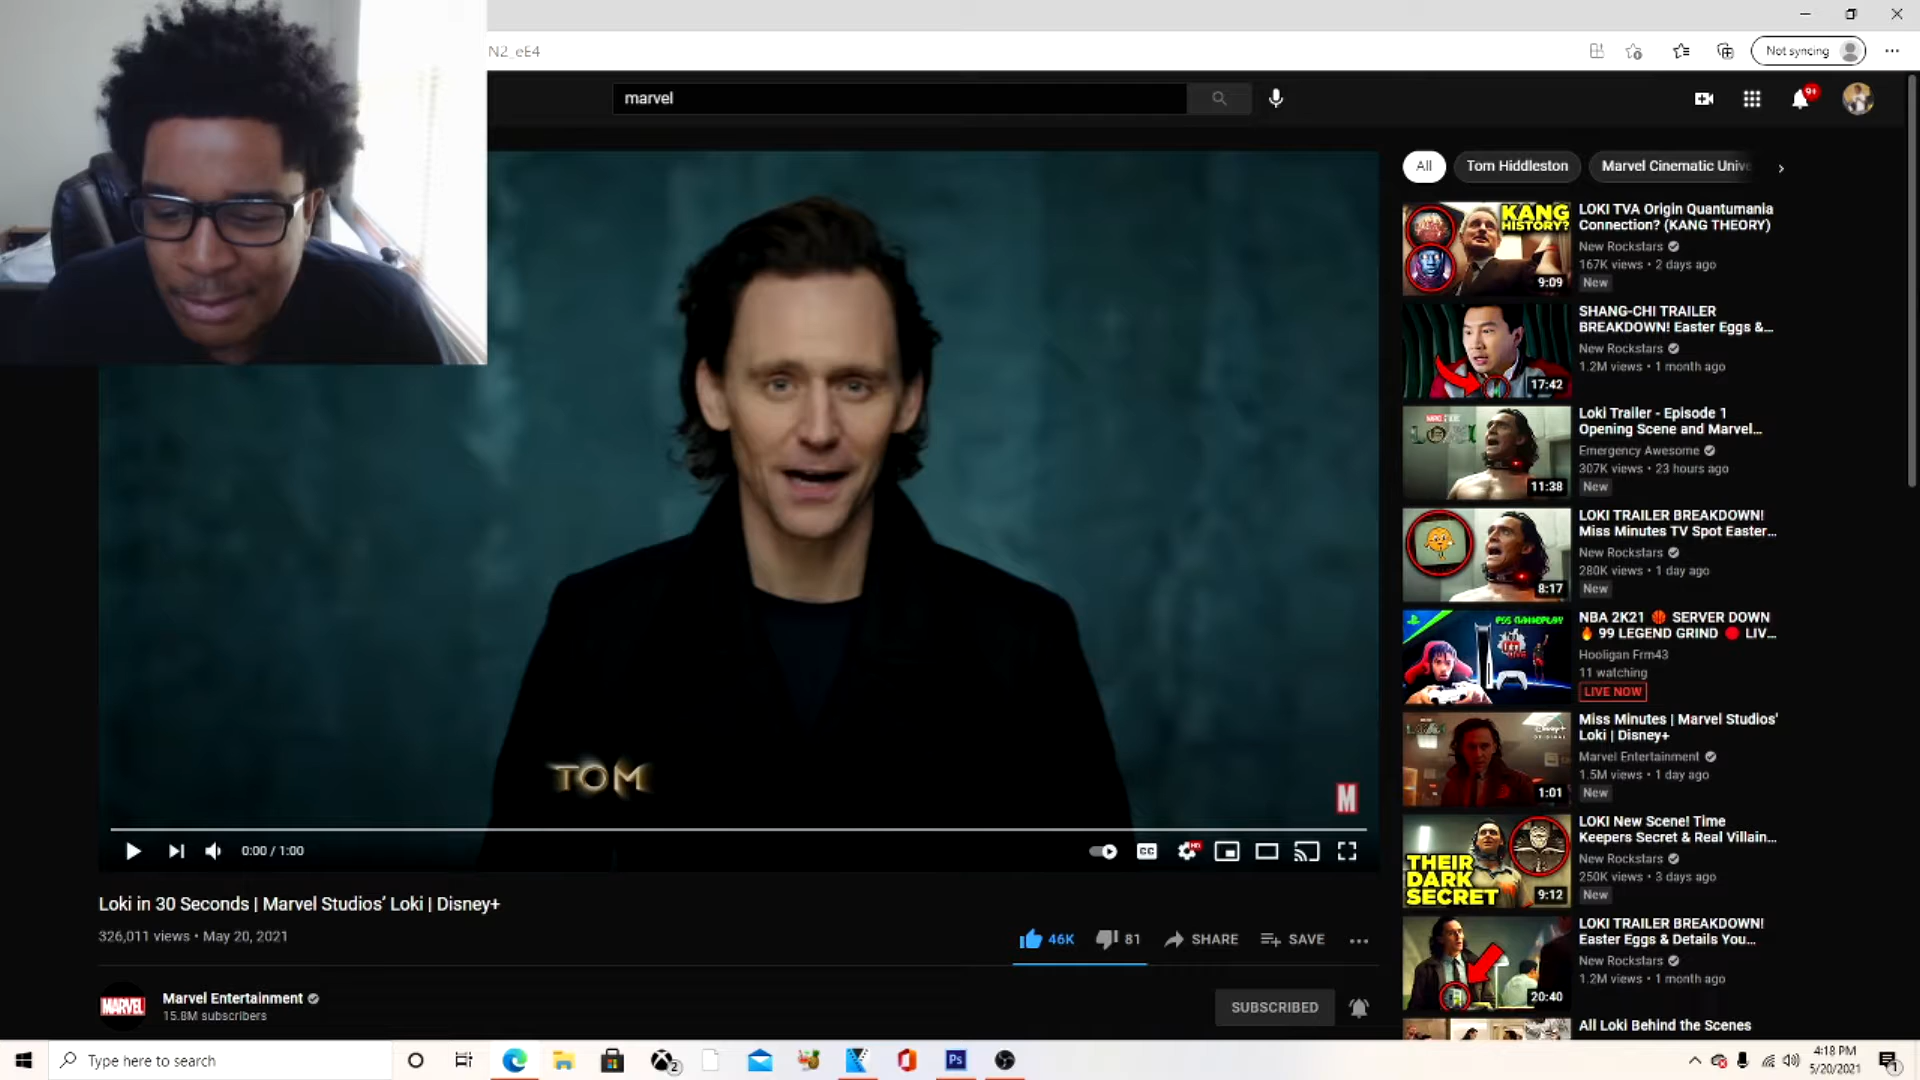 N2_eE4
Not syncing
marvel
9+
All
Tom Hiddleston
Marvel Cinematic Univ
KANG
HISTORY?
9:09
LOKI TVA Origin Quantumania
Connection? (KANG THEORY)
New Rockstars
167K views • 2 days ago
New
17:42
SHANG-CHI TRAILER
BREAKDOWN! Easter Eggs &...
New Rockstars
1.2M views • 1 month ago
LOKI
11:38
Loki Trailer - Episode 1
Opening Scene and Marvel...
Emergency Awesome
307K views • 23 hours ago
New
8:17
LOKI TRAILER BREAKDOWN!
Miss Minutes TV Spot Easter...
New Rockstars
280K views • 1 day ago
New
PS5 GAMEPLAY
NBA 2K21 🏀 SERVER DOWN
🔥 99 LEGEND GRIND 🔴 LIV...
Hooligan Frm43
11 watching
LIVE NOW
Disney+
1:01
Miss Minutes | Marvel Studios'
Loki | Disney+
Marvel Entertainment
1.5M views • 1 day ago
New
THEIR
DARK
SECRET
9:12
LOKI New Scene! Time
Keepers Secret & Real Villain...
New Rockstars
250K views • 3 days ago
New
20:40
LOKI TRAILER BREAKDOWN!
Easter Eggs & Details You...
New Rockstars
1.2M views • 1 month ago
All Loki Behind the Scenes
TOM
M
0:00 / 1:00
CC
HD
Loki in 30 Seconds | Marvel Studios' Loki | Disney+
326,011 views • May 20, 2021
46K
81
SHARE
SAVE
MARVEL
Marvel Entertainment
15.8M subscribers
SUBSCRIBED
Type here to search
2
Ps
4:18 PM
5/20/2021
1